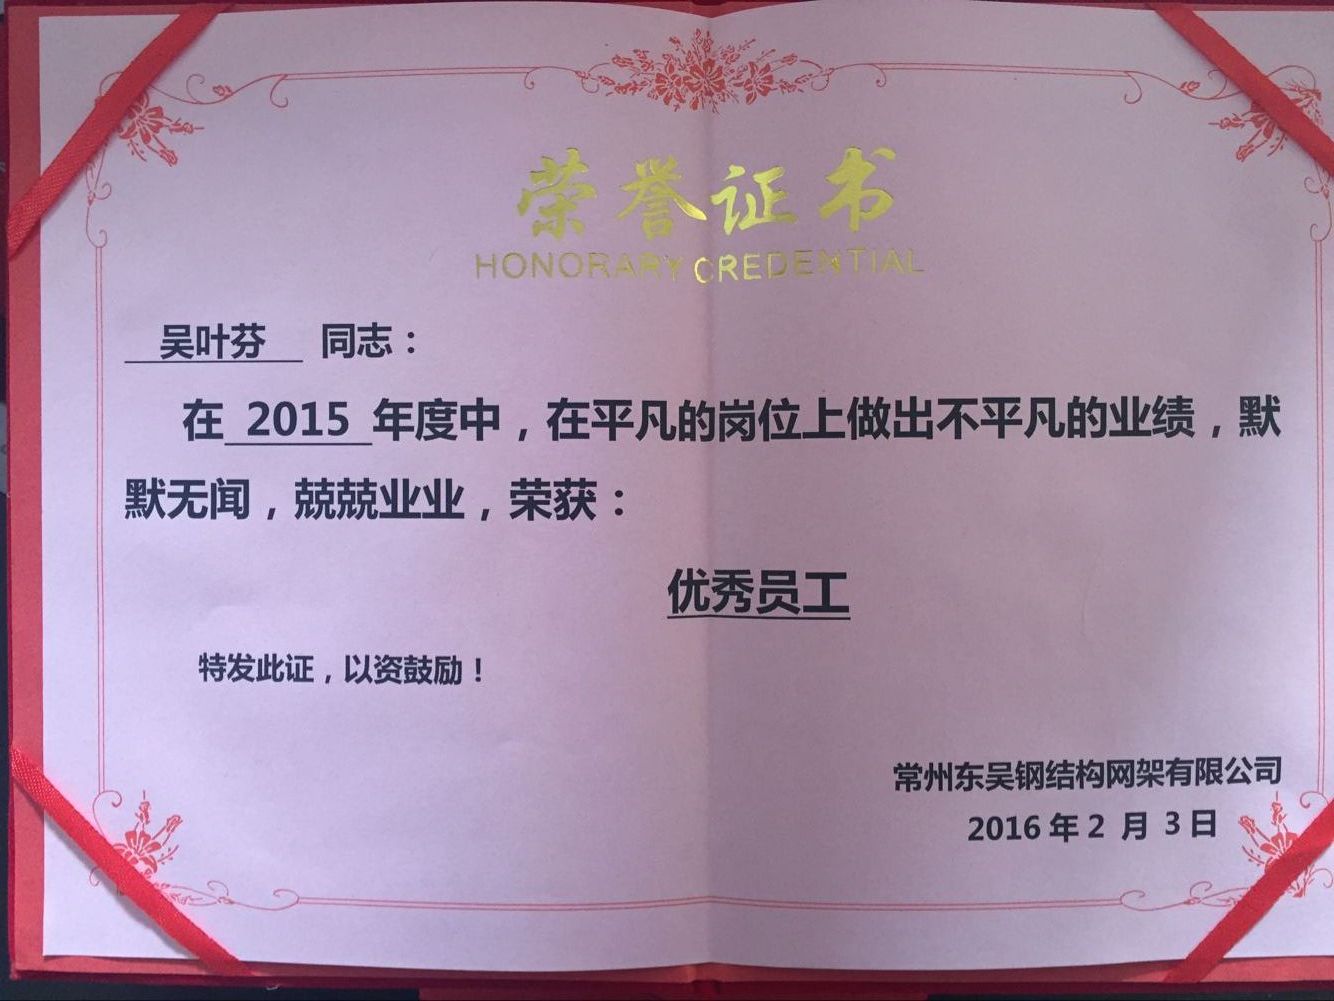 荣誉证书
HONORARY CREDENTIAL
吴叶芬 同志：
在 2015 年度中，在平凡的岗位上做出不平凡的业绩，默
默无闻，兢兢业业，荣获：
优秀员工
特发此证，以资鼓励！
常州东吴钢结构网架有限公司
2016 年 2 月 3 日